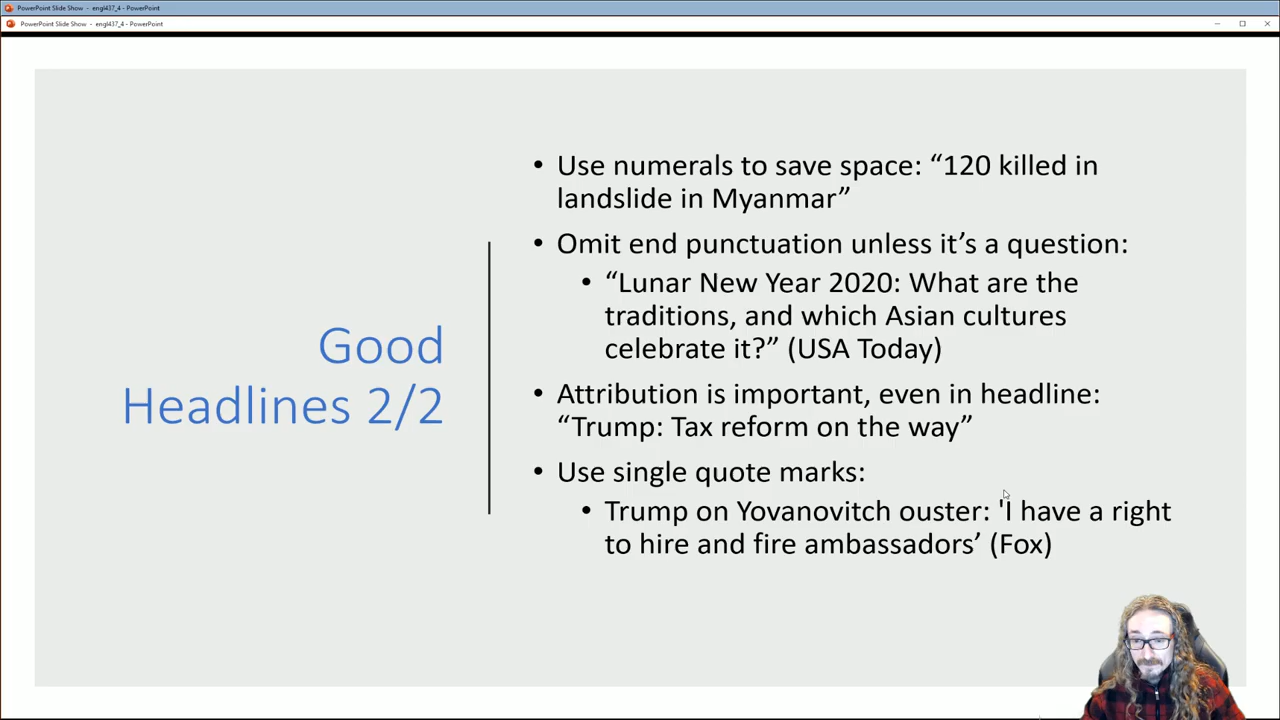 PowerPoint Slide Show - engl437_4 - PowerPoint
PowerPoint Slide Show - engl437_4 - PowerPoint
Good
Headlines 2/2
• Use numerals to save space: “120 killed in
landslide in Myanmar”
• Omit end punctuation unless it’s a question:
• “Lunar New Year 2020: What are the
traditions, and which Asian cultures
celebrate it?” (USA Today)
• Attribution is important, even in headline:
“Trump: Tax reform on the way”
• Use single quote marks:
• Trump on Yovanovitch ouster: 'I have a right
to hire and fire ambassadors’ (Fox)